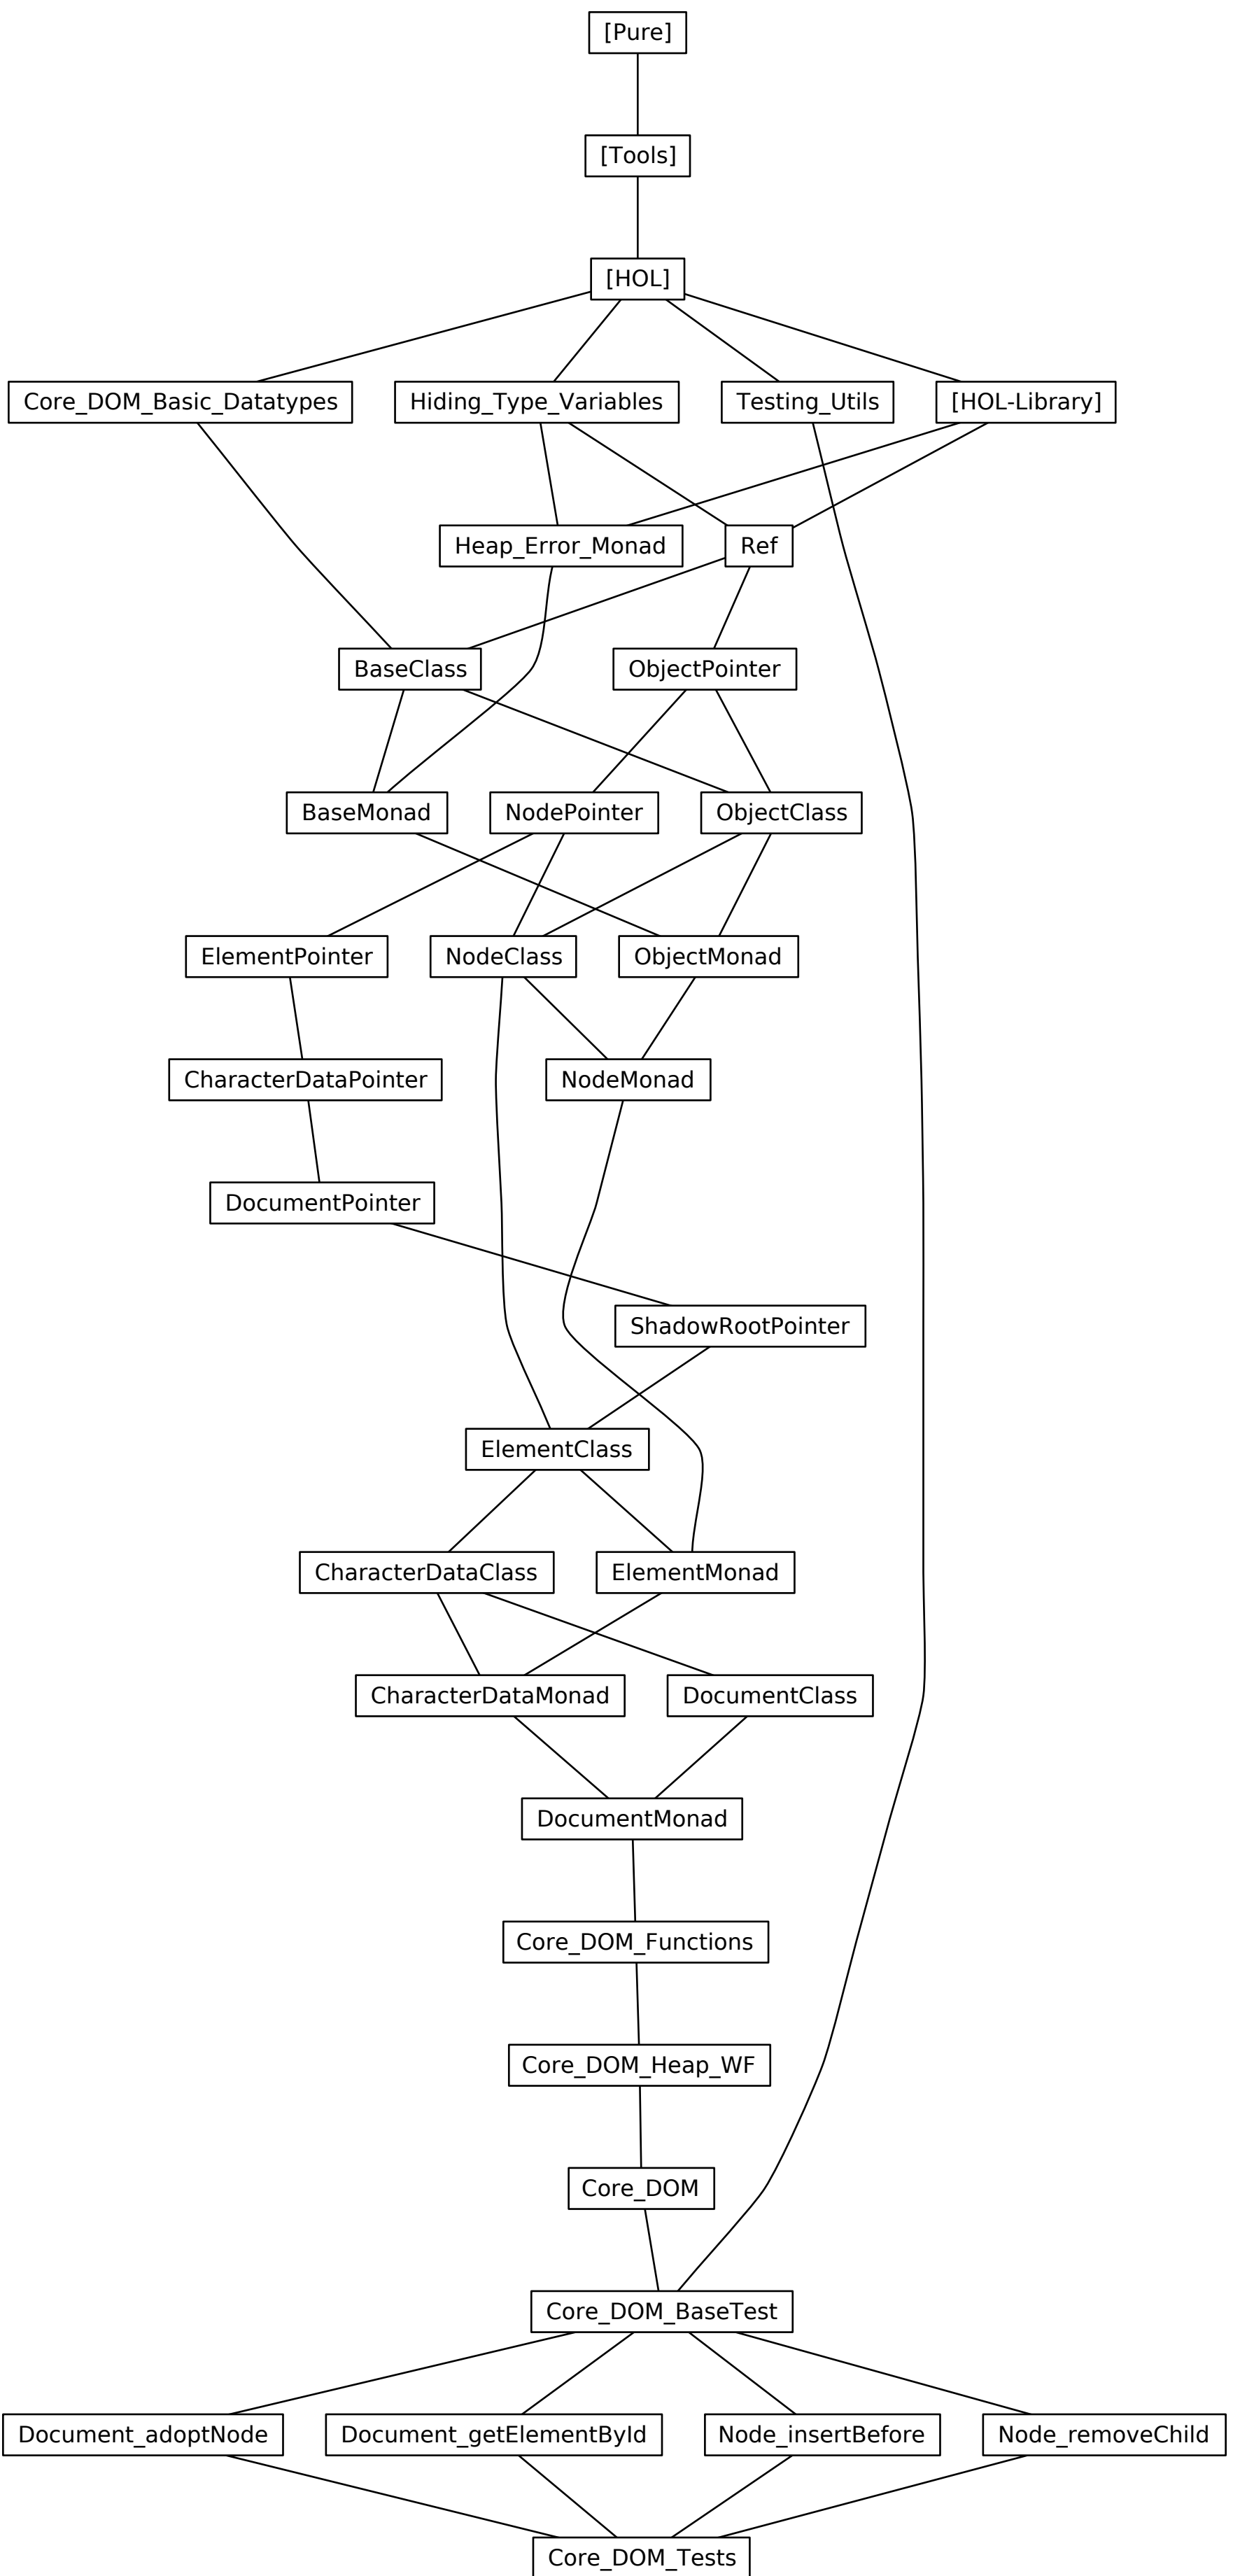 [Pure]
[Tools]
[HOL]
Core_DOM_Basic_Datatypes
Hiding_Type_Variables
Testing_Utils
[HOL-Library]
Heap_Error_Monad
Ref
BaseClass
ObjectPointer
BaseMonad
NodePointer
ObjectClass
ElementPointer
NodeClass
ObjectMonad
CharacterDataPointer
NodeMonad
DocumentPointer
ShadowRootPointer
ElementClass
CharacterDataClass
ElementMonad
CharacterDataMonad
DocumentClass
DocumentMonad
Core_DOM_Functions
Core_DOM_Heap_WF
Core_DOM
Core_DOM_BaseTest
Document_adoptNode
Document_getElementById
Node_insertBefore
Node_removeChild
Core_DOM_Tests